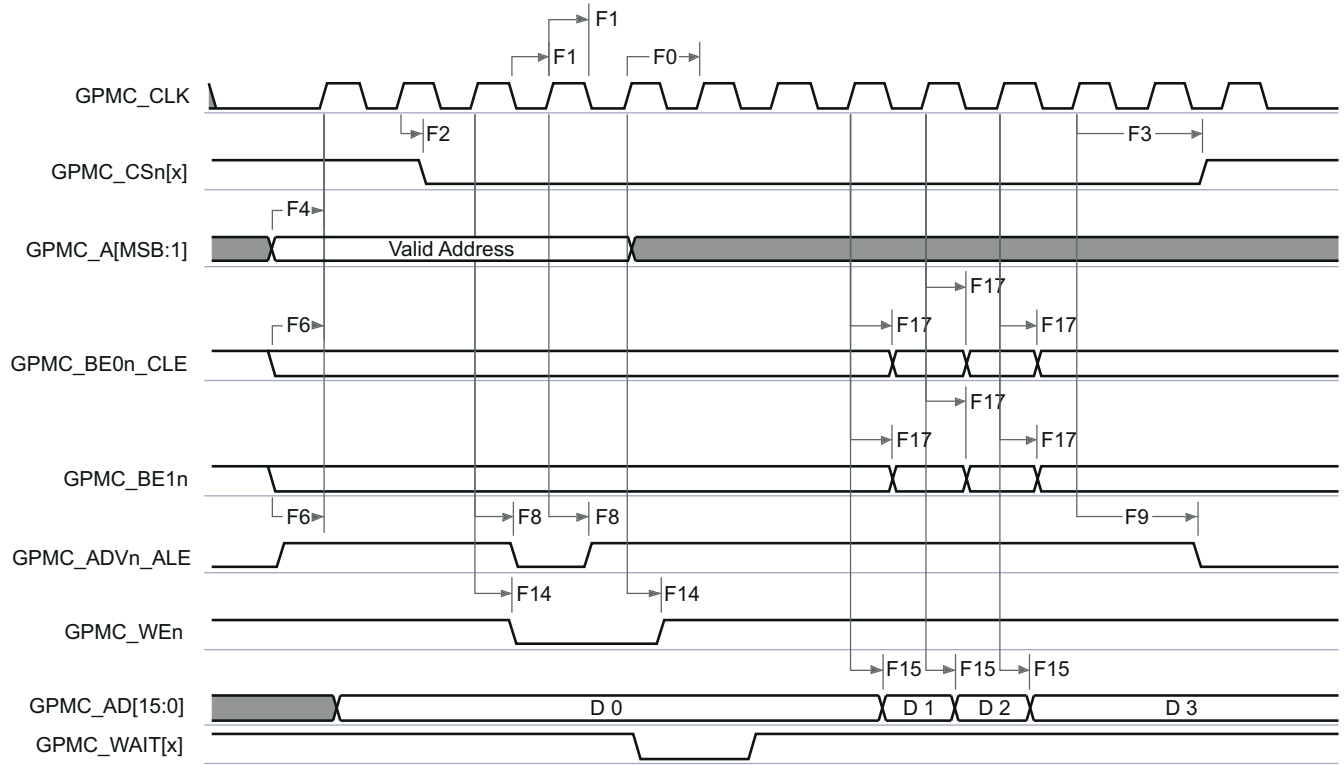 F1
F1
F0
GPMC_CLK
F2
F3
GPMC_CSn[x]
F4
GPMC_A[MSB:1]
Valid Address
F17
F6
F17
F17
GPMC_BE0n_CLE
F17
F17
F17
GPMC_BE1n
F6
F8
F8
F9
GPMC_ADVn_ALE
F14
F14
GPMC_WEn
F15
F15
F15
GPMC_AD[15:0]
D 0
D 1
D 2
D 3
GPMC_WAIT[x]